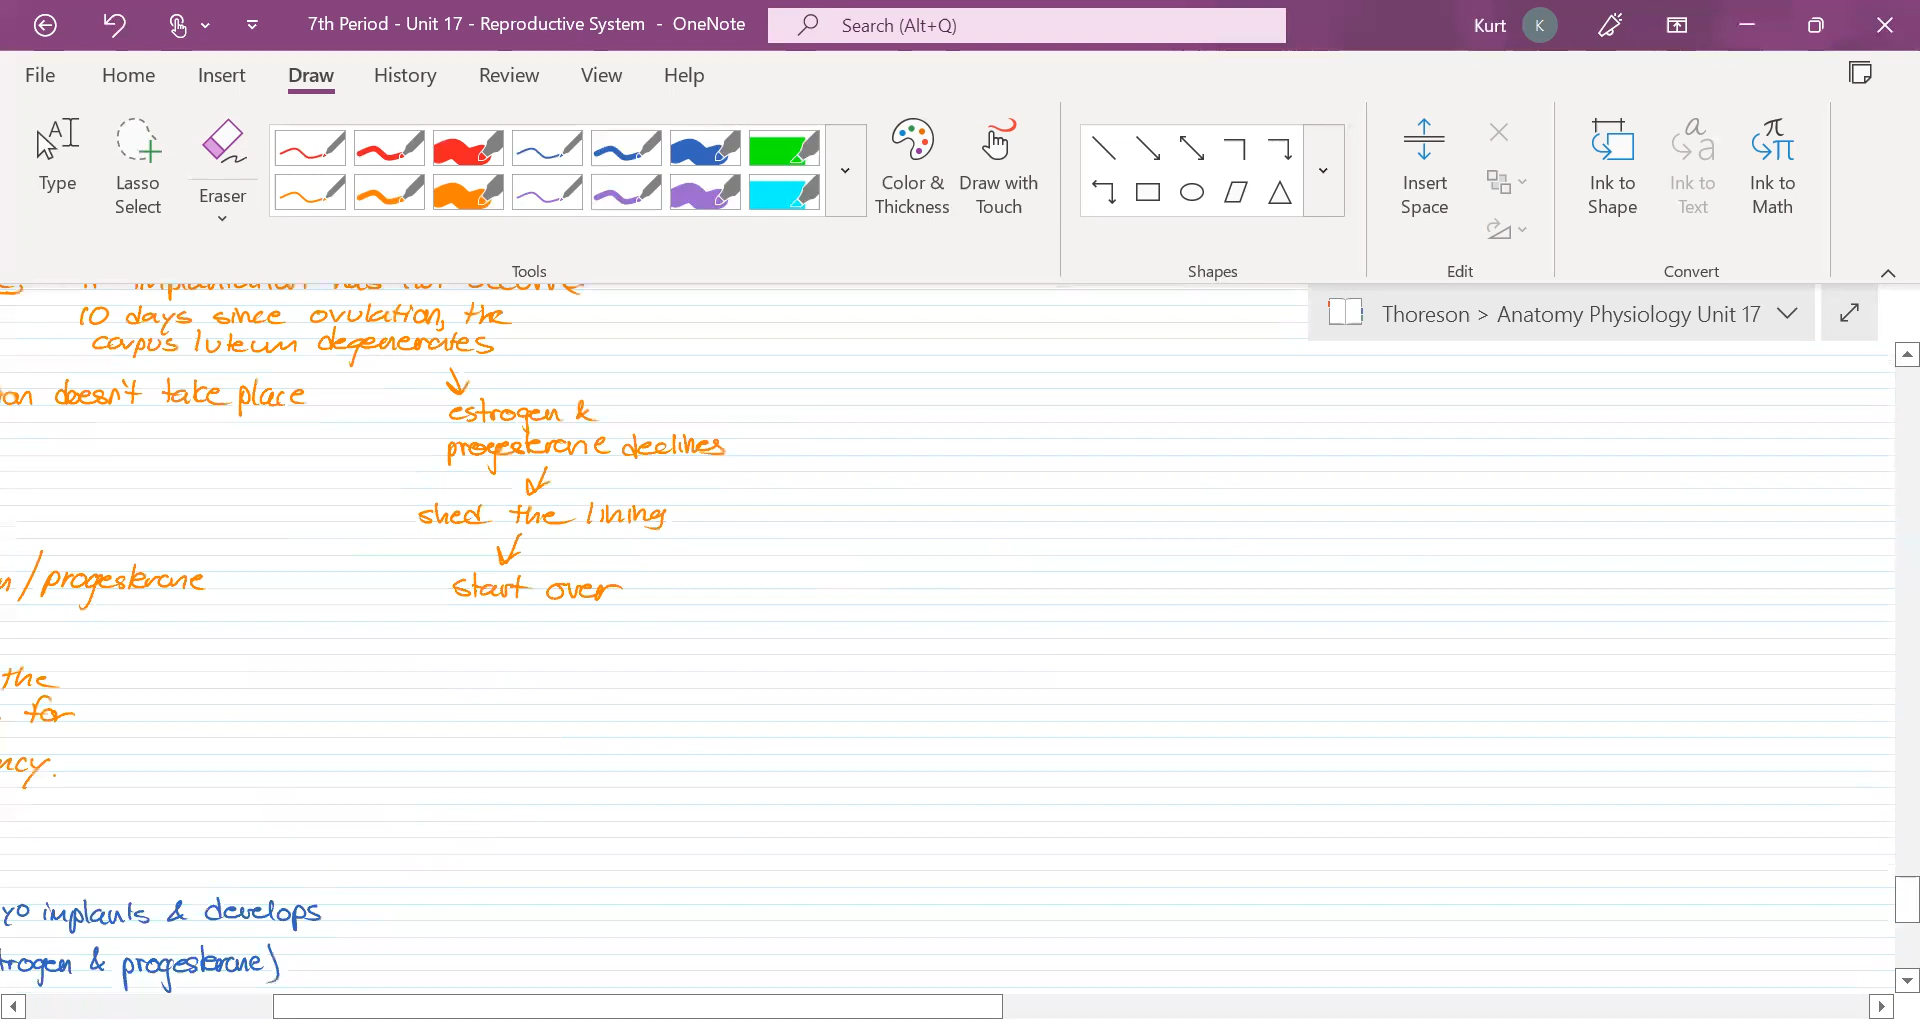 7th Period - Unit 17 - Reproductive System - OneNote
Search (Alt+Q)
Kurt
K
File Home Insert Draw History Review View Help
Type
Lasso Select
Eraser
Color & Thickness
Draw with Touch
Insert Space
Ink to Shape
Ink to Text
Ink to Math
Tools
Shapes
Edit
Convert
Thoreson > Anatomy Physiology Unit 17
implantation has not
10 days since ovulation, the
corpus luteum degenerates
doesn't take place
estrogen &
progesterone declines
shed the lining
start over
/progesterone
the
for
implants & develops
& progesterone)